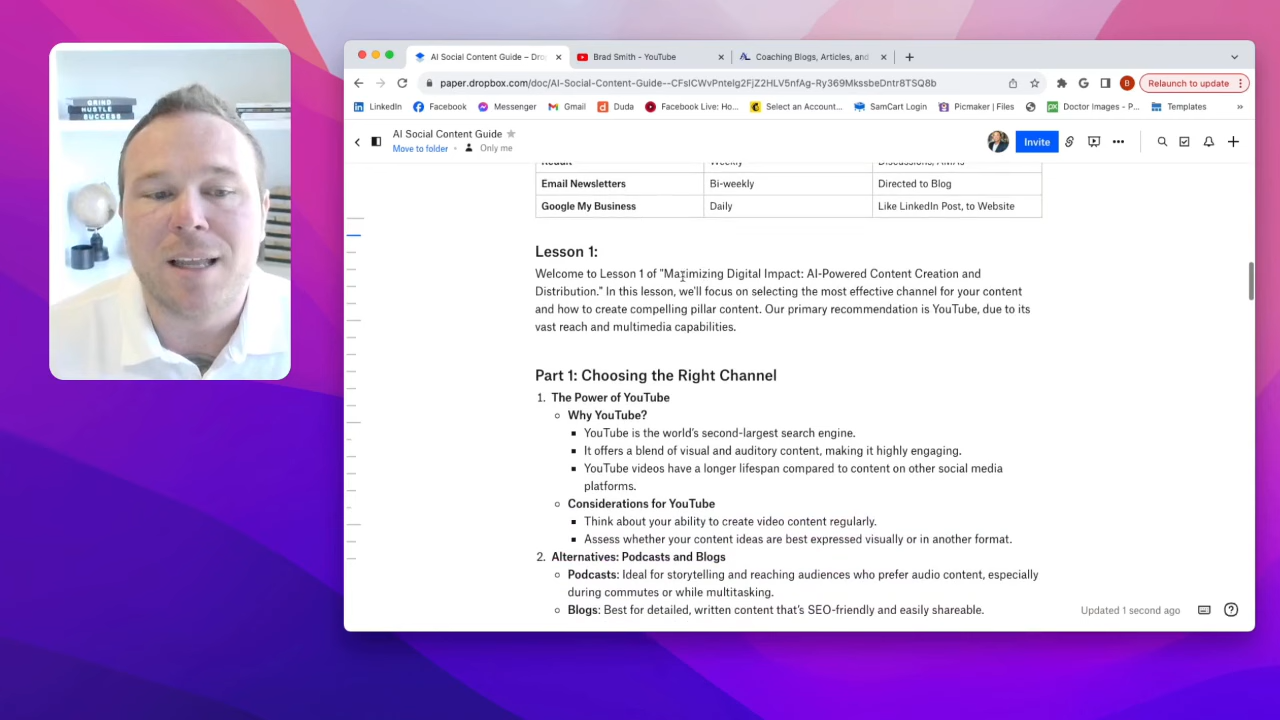 GRIND
HUSTLE
SUCCESS
AI Social Content Guide – Dro
Brad Smith - YouTube
Coaching Blogs, Articles, and
paper.dropbox.com/doc/AI-Social-Content-Guide--CFsICWvPnteIg2FjZ2HLV5nfAg-Ry369MkssbeDntr8TSQ8b
B
Relaunch to update
LinkedIn
Facebook
Messenger
Gmail
Duda
Facebook Live: Ho...
Select an Account...
SamCart Login
Picmaker | Files
Doctor Images - P...
Templates
»
AI Social Content Guide
Move to folder
Only me
Invite
Reddit Weekly Discussions, AMAs
Email Newsletters Bi-weekly Directed to Blog
Google My Business Daily Like LinkedIn Post, to Website
Lesson 1:
Welcome to Lesson 1 of "Maximizing Digital Impact: AI-Powered Content Creation and
Distribution." In this lesson, we'll focus on selecting the most effective channel for your content
and how to create compelling pillar content. Our primary recommendation is YouTube, due to its
vast reach and multimedia capabilities.
Part 1: Choosing the Right Channel
1. The Power of YouTube
Why YouTube?
YouTube is the world's second-largest search engine.
It offers a blend of visual and auditory content, making it highly engaging.
YouTube videos have a longer lifespan compared to content on other social media
platforms.
Considerations for YouTube
Think about your ability to create video content regularly.
Assess whether your content ideas are best expressed visually or in another format.
2. Alternatives: Podcasts and Blogs
Podcasts: Ideal for storytelling and reaching audiences who prefer audio content, especially
during commutes or while multitasking.
Blogs: Best for detailed, written content that's SEO-friendly and easily shareable.
Updated 1 second ago